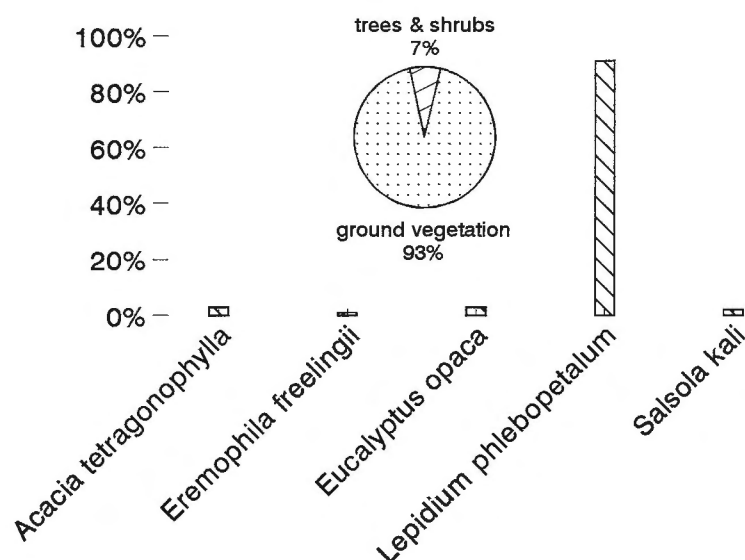 trees & shrubs
7%
100%
80%
60%
40%
20%
0%
ground vegetation
93%
Acacia tetragonophylla
Eremophila freelingii
Eucalyptus opaca
Lepidium phlebopetalum
Salsola kali